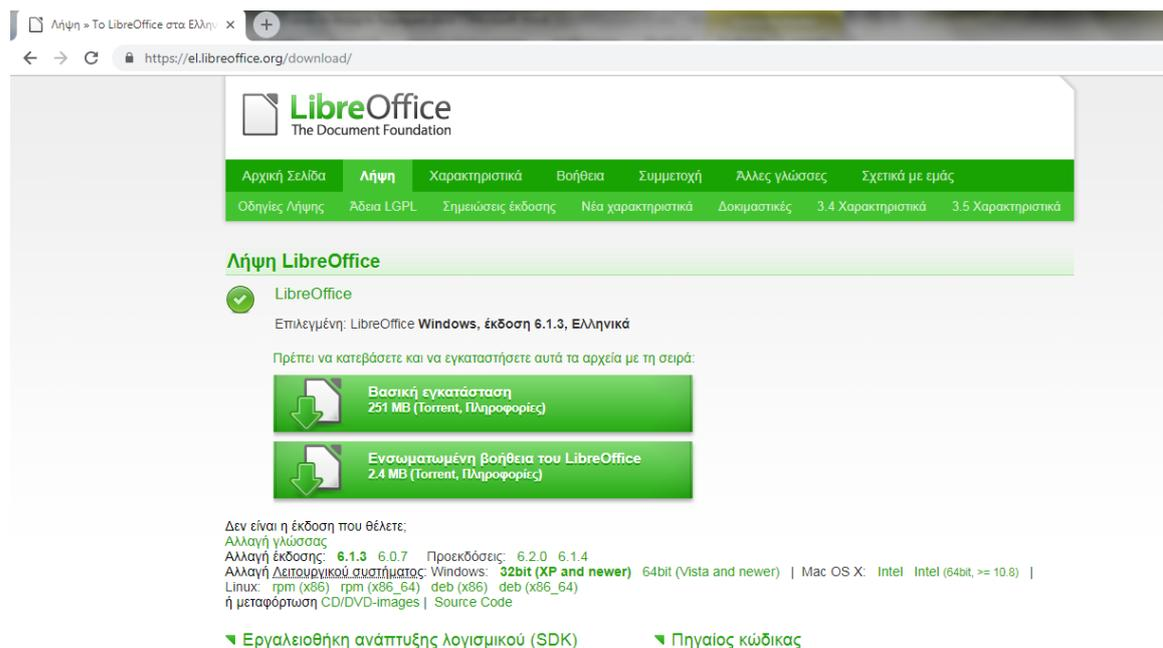 Λήψη » Το LibreOffice στα Ελλην
https://el.libreoffice.org/download/
LibreOffice
The Document Foundation
Αρχική Σελίδα Λήψη Χαρακτηριστικά Βοήθεια Συμμετοχή Άλλες γλώσσες Σχετικά με εμάς
Οδηγίες Λήψης Άδεια LGPL Σημειώσεις έκδοσης Νέα χαρακτηριστικά Δοκιμαστικές 3.4 Χαρακτηριστικά 3.5 Χαρακτηριστικά
Λήψη LibreOffice
LibreOffice
Επιλεγμένη: LibreOffice Windows, έκδοση 6.1.3, Ελληνικά
Πρέπει να κατεβάσετε και να εγκαταστήσετε αυτά τα αρχεία με τη σειρά:
Βασική εγκατάσταση
251 MB (Torrent, Πληροφορίες)
Ενσωματωμένη βοήθεια του LibreOffice
2.4 MB (Torrent, Πληροφορίες)
Δεν είναι η έκδοση που θέλετε;
Αλλαγή γλώσσας
Αλλαγή έκδοσης: 6.1.3 6.0.7 Προεκδόσεις: 6.2.0 6.1.4
Αλλαγή Λειτουργικού συστήματος: Windows: 32bit (XP and newer) 64bit (Vista and newer) | Mac OS X: Intel Intel (64bit, >= 10.8) |
Linux: rpm (x86) rpm (x86_64) deb (x86) deb (x86_64)
ή μεταφόρτωση CD/DVD-images | Source Code
Εργαλειοθήκη ανάπτυξης λογισμικού (SDK) Πηγαίος κώδικας